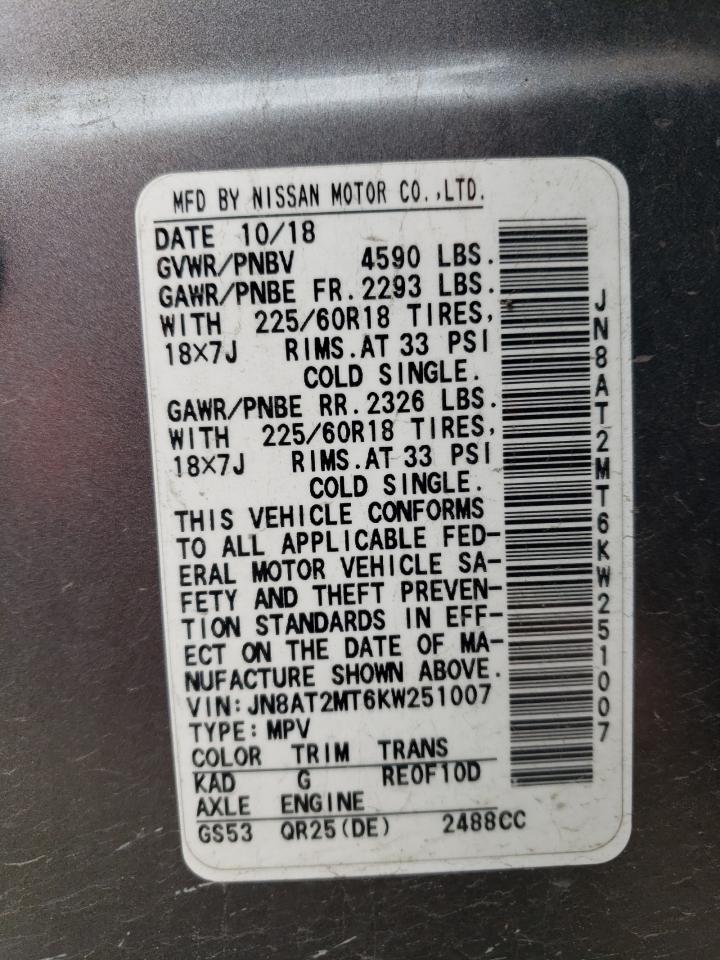 MFD BY NISSAN MOTOR CO.,LTD.
DATE 10/18
GVWR/PNBV 4590 LBS.
GAWR/PNBE FR.2293 LBS.
WITH 225/60R18 TIRES,
18X7J RIMS.AT 33 PSI
COLD SINGLE.
GAWR/PNBE RR.2326 LBS.
WITH 225/60R18 TIRES,
18X7J RIMS.AT 33 PSI
COLD SINGLE.
THIS VEHICLE CONFORMS
TO ALL APPLICABLE FED-
ERAL MOTOR VEHICLE SA-
FETY AND THEFT PREVEN-
TION STANDARDS IN EFF-
ECT ON THE DATE OF MA-
NUFACTURE SHOWN ABOVE.
VIN:JN8AT2MT6KW251007
TYPE:MPV
COLOR TRIM TRANS
KAD G RE0F10D
AXLE ENGINE
GS53 QR25(DE) 2488CC
JN8AT2MT6KW251007